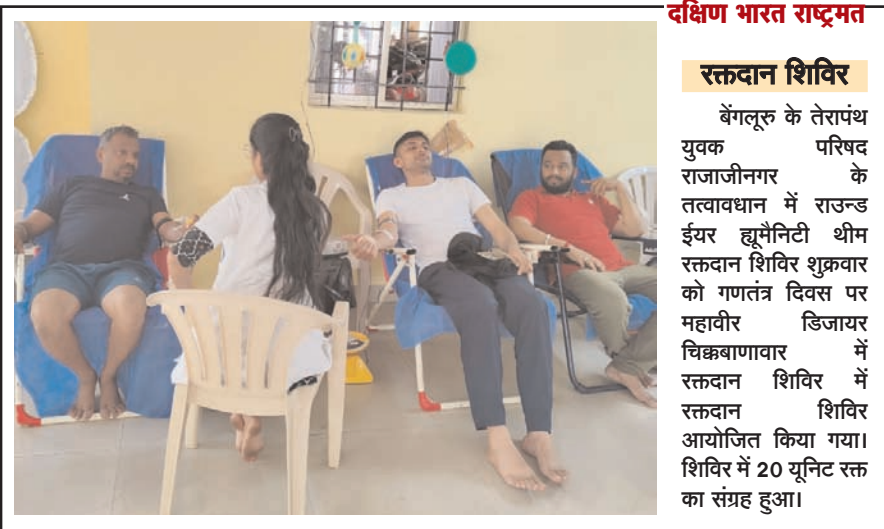 दक्षिण भारत राष्ट्रमत
रक्तदान शिविर
बेंगलूरु के तेरापंथ
युवक परिषद
राजाजीनगर के
तत्वावधान में राउन्ड
ईयर ह्यूमैनिटी थीम
रक्तदान शिविर शुक्रवार
को गणतंत्र दिवस पर
महावीर डिजायर
चिक्कबाणावार में
रक्तदान शिविर में
रक्तदान शिविर
आयोजित किया गया।
शिविर में 20 यूनिट रक्त
का संग्रह हुआ।